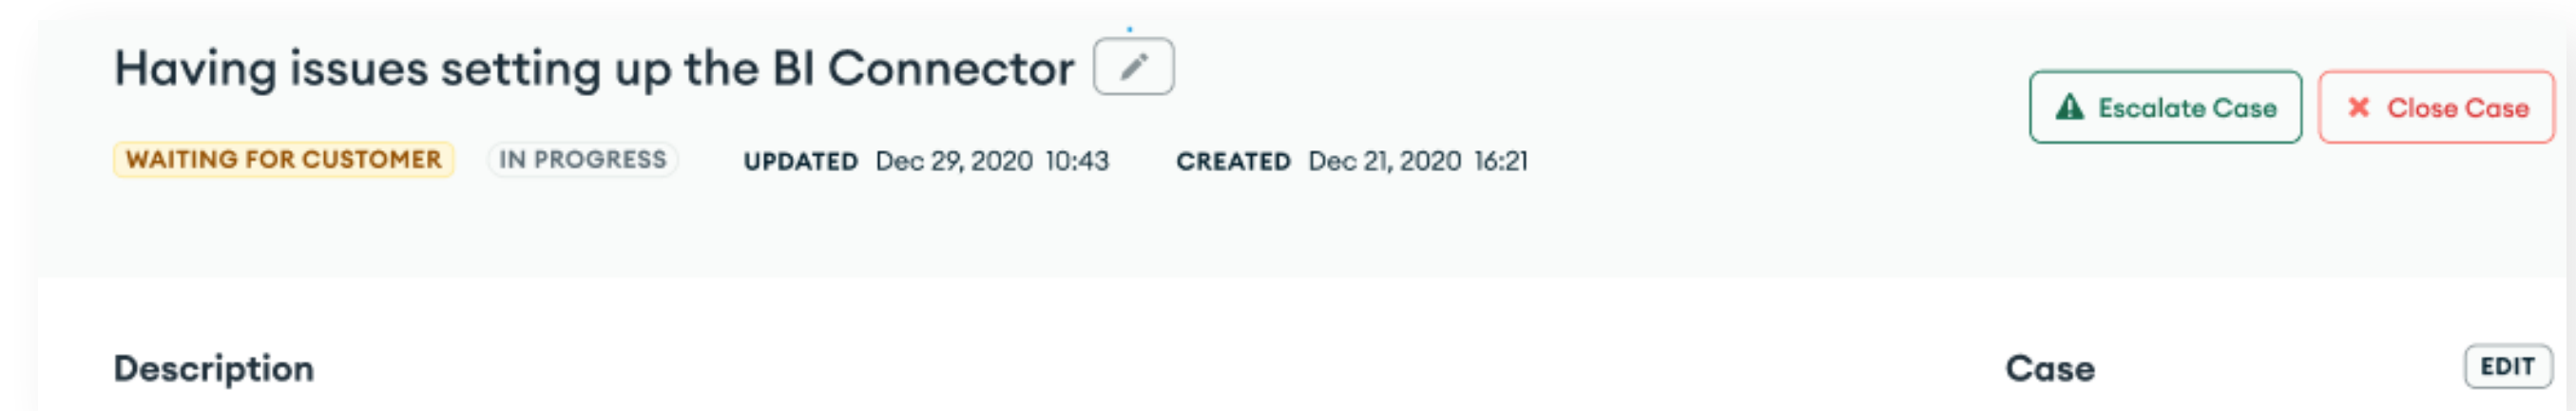 Having issues setting up the BI Connector
Escalate Case
Close Case
WAITING FOR CUSTOMER IN PROGRESS UPDATED Dec 29, 2020 10:43 CREATED Dec 21, 2020 16:21
Description
Case
EDIT